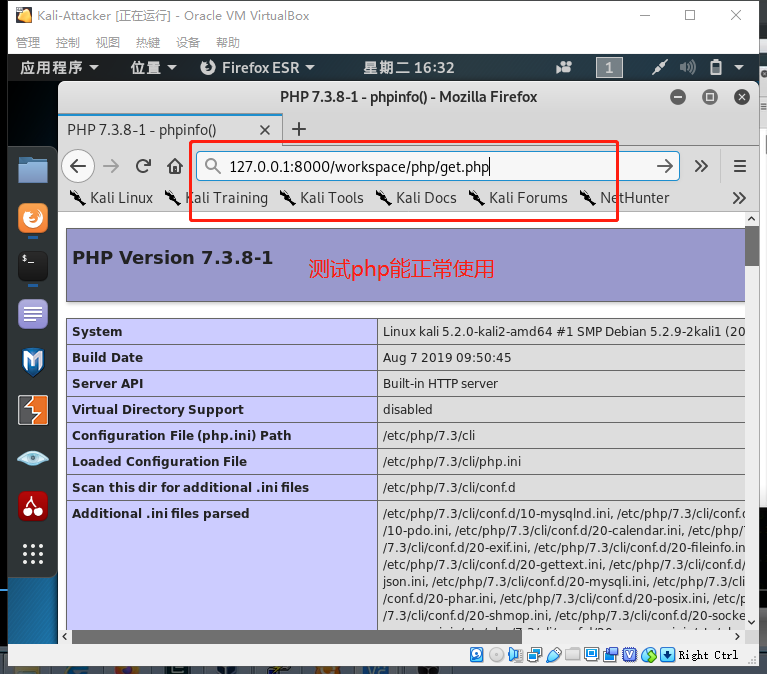 Kali-Attacker [正在运行] - Oracle VM VirtualBox
管理 控制 视图 热键 设备 帮助
应用程序 位置 Firefox ESR 星期二 16:32 1
PHP 7.3.8-1 - phpinfo() - Mozilla Firefox
PHP 7.3.8-1 - phpinfo()
127.0.0.1:8000/workspace/php/get.php
Kali Linux Kali Training Kali Tools Kali Docs Kali Forums NetHunter
PHP Version 7.3.8-1
测试php能正常使用
System Linux kali 5.2.0-kali2-amd64 #1 SMP Debian 5.2.9-2kali1 (20
Build Date Aug 7 2019 09:50:45
Server API Built-in HTTP server
Virtual Directory Support disabled
Configuration File (php.ini) Path /etc/php/7.3/cli
Loaded Configuration File /etc/php/7.3/cli/php.ini
Scan this dir for additional .ini files /etc/php/7.3/cli/conf.d
Additional .ini files parsed /etc/php/7.3/cli/conf.d/10-mysqlnd.ini, /etc/php/7.3/cli/conf.
/10-pdo.ini, /etc/php/7.3/cli/conf.d/20-calendar.ini, /etc/php/
/7.3/cli/conf.d/20-exif.ini, /etc/php/7.3/cli/conf.d/20-fileinfo.in
/etc/php/7.3/cli/conf.d/20-gettext.ini, /etc/php/7.3/cli/conf.d
json.ini, /etc/php/7.3/cli/conf.d/20-mysqli.ini, /etc/php/7.3/cli
/conf.d/20-phar.ini, /etc/php/7.3/cli/conf.d/20-posix.ini, /etc/p
/7.3/cli/conf.d/20-shmop.ini, /etc/php/7.3/cli/conf.d/20-socke
Right Ctrl